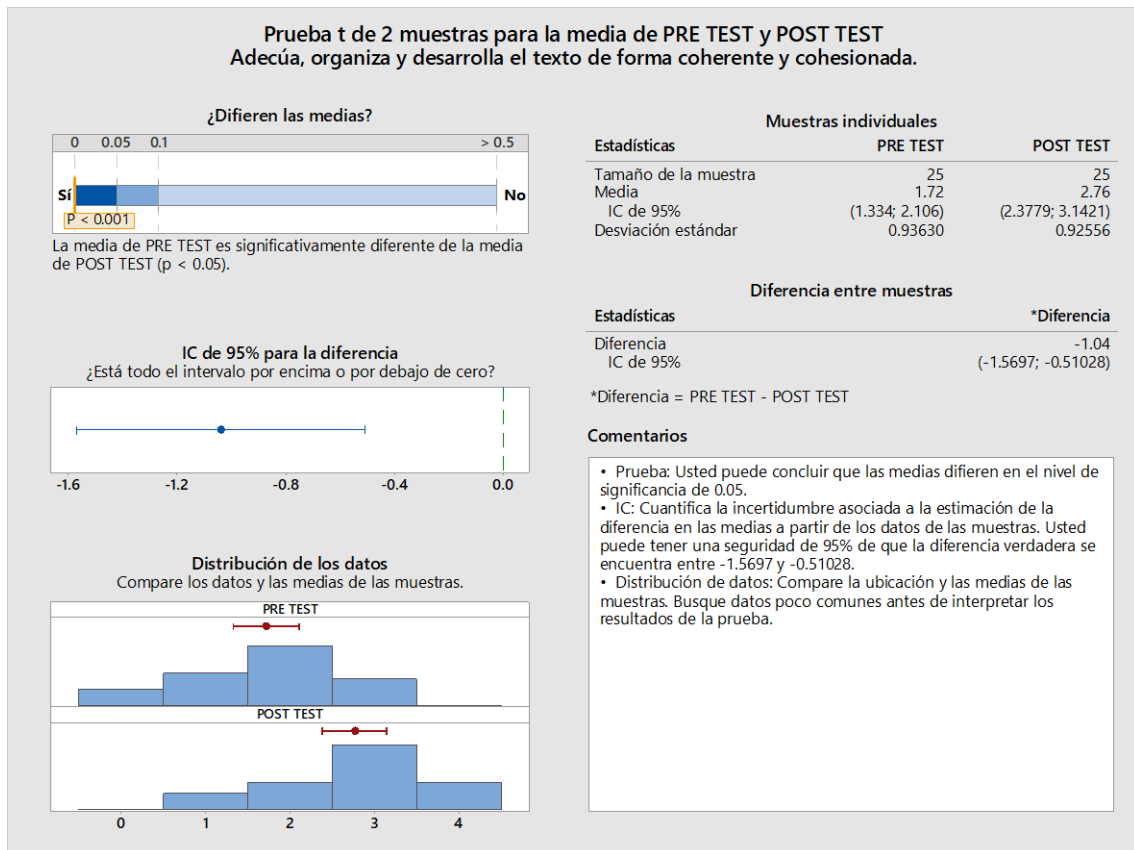 Prueba t de 2 muestras para la media de PRE TEST y POST TEST
Adecúa, organiza y desarrolla el texto de forma coherente y cohesionada.
¿Difieren las medias?
0 0.05 0.1 > 0.5
Sí No
P < 0.001
La media de PRE TEST es significativamente diferente de la media
de POST TEST (p < 0.05).
IC de 95% para la diferencia
¿Está todo el intervalo por encima o por debajo de cero?
-1.6 -1.2 -0.8 -0.4 0.0
Distribución de los datos
Compare los datos y las medias de las muestras.
PRE TEST
POST TEST
0 1 2 3 4
Muestras individuales
Estadísticas PRE TEST POST TEST
Tamaño de la muestra 25 25
Media 1.72 2.76
IC de 95% (1.334; 2.106) (2.3779; 3.1421)
Desviación estándar 0.93630 0.92556
Diferencia entre muestras
Estadísticas *Diferencia
Diferencia -1.04
IC de 95% (-1.5697; -0.51028)
*Diferencia = PRE TEST - POST TEST
Comentarios
• Prueba: Usted puede concluir que las medias difieren en el nivel de
significancia de 0.05.
• IC: Cuantifica la incertidumbre asociada a la estimación de la
diferencia en las medias a partir de los datos de las muestras. Usted
puede tener una seguridad de 95% de que la diferencia verdadera se
encuentra entre -1.5697 y -0.51028.
• Distribución de datos: Compare la ubicación y las medias de las
muestras. Busque datos poco comunes antes de interpretar los
resultados de la prueba.